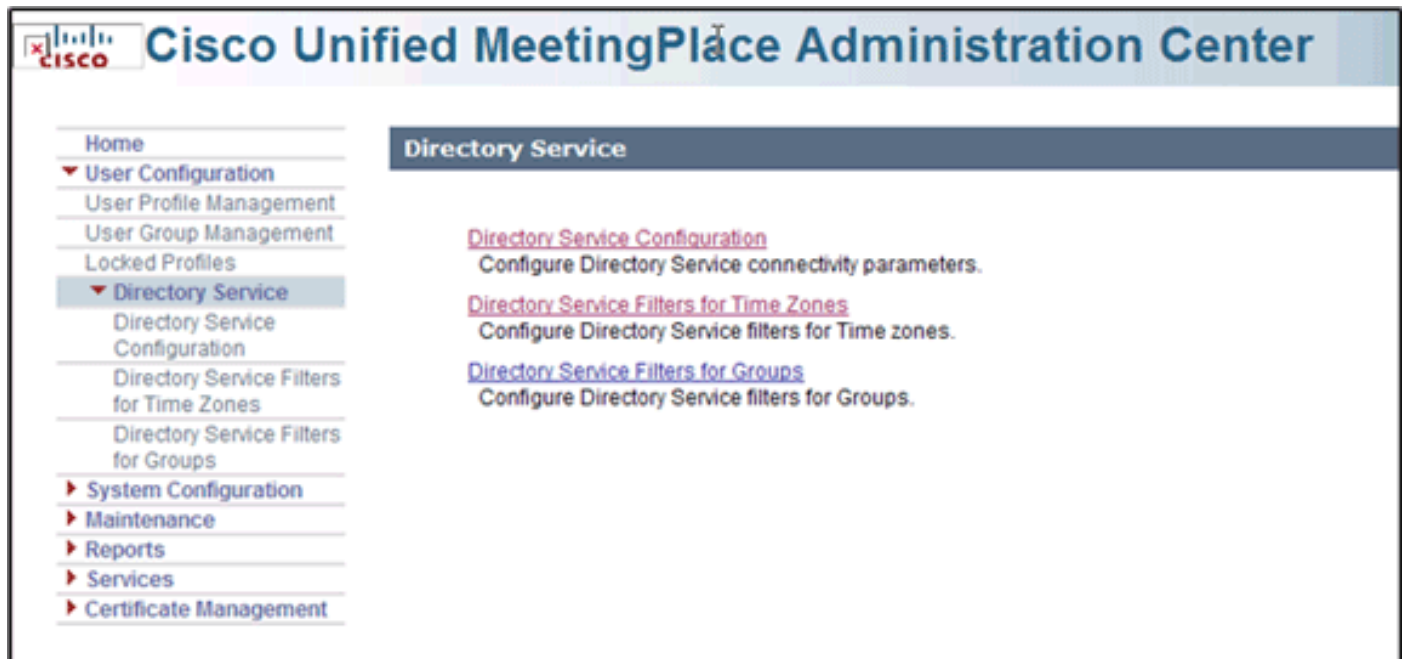 CISCO
Cisco Unified MeetingPlace Administration Center
Home
User Configuration
User Profile Management
User Group Management
Locked Profiles
Directory Service
Directory Service
Configuration
Directory Service Filters
for Time Zones
Directory Service Filters
for Groups
System Configuration
Maintenance
Reports
Services
Certificate Management
Directory Service
Directory Service Configuration
Configure Directory Service connectivity parameters.
Directory Service Filters for Time Zones
Configure Directory Service filters for Time zones.
Directory Service Filters for Groups
Configure Directory Service filters for Groups.